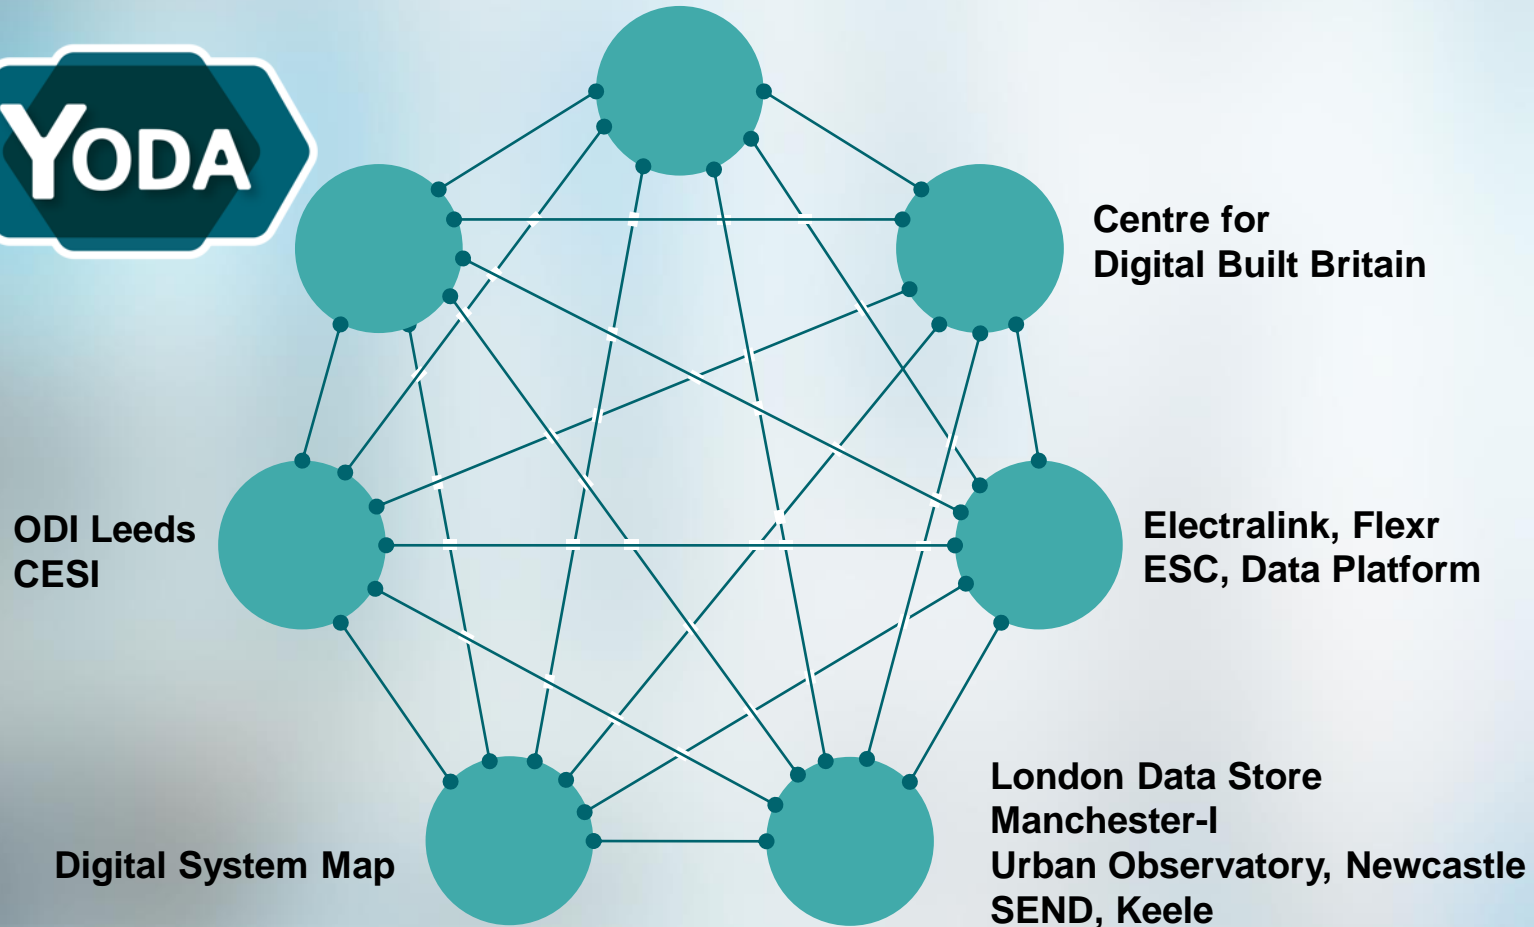 YODA
Centre for
Digital Built Britain
ODI Leeds
CESI
Electralink, Flexr
ESC, Data Platform
Digital System Map
London Data Store
Manchester-I
Urban Observatory, Newcastle
SEND, Keele